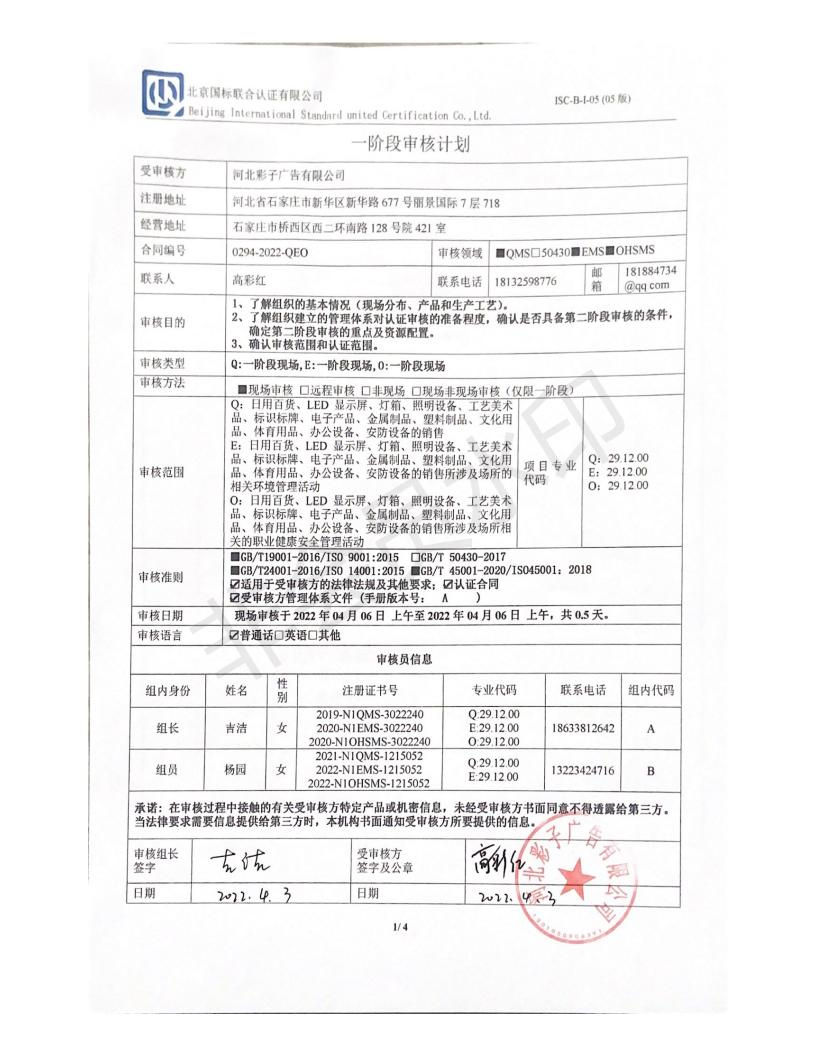 北京国标联合认证有限公司
Beijing International Standard united Certification Co.,Ltd.
ISC-B-I-05 (05 版)
一阶段审核计划
受审核方 河北彩子广告有限公司
注册地址 河北省石家庄市新华区新华路 677 号丽景国际 7 层 718
经营地址 石家庄市桥西区西二环南路 128 号院 421 室
合同编号 0294-2022-QEO 审核领域 ■QMS□50430■EMS■OHSMS
联系人 高彩红 联系电话 18132598776 邮箱 181884734
@qq com
审核目的
1、了解组织的基本情况（现场分布、产品和生产工艺）。
2、了解组织建立的管理体系对认证审核的准备程度，确认是否具备第二阶段审核的条件，
确定第二阶段审核的重点及资源配置。
3、确认审核范围和认证范围。
审核类型 Q:一阶段现场,E:一阶段现场,O:一阶段现场
审核方法 ■现场审核 □远程审核 □非现场 □现场非现场审核（仅限一阶段）
审核范围
Q：日用百货、LED 显示屏、灯箱、照明设备、工艺美术
品、标识标牌、电子产品、金属制品、塑料制品、文化用
品、体育用品、办公设备、安防设备的销售
E：日用百货、LED 显示屏、灯箱、照明设备、工艺美术
品、标识标牌、电子产品、金属制品、塑料制品、文化用
品、体育用品、办公设备、安防设备的销售所涉及场所的
相关环境管理活动
O：日用百货、LED 显示屏、灯箱、照明设备、工艺美术
品、标识标牌、电子产品、金属制品、塑料制品、文化用
品、体育用品、办公设备、安防设备的销售所涉及场所相
关的职业健康安全管理活动
项目专业
代码
Q：29.12.00
E：29.12.00
O：29.12.00
审核准则
■GB/T19001-2016/ISO 9001:2015 □GB/T 50430-2017
■GB/T24001-2016/ISO 14001:2015 ■GB/T 45001-2020/ISO45001：2018
☑适用于受审核方的法律法规及其他要求；☑认证合同
☑受审核方管理体系文件（手册版本号： A ）
审核日期 现场审核于 2022 年 04 月 06 日 上午至 2022 年 04 月 06 日 上午，共 0.5 天。
审核语言 ☑普通话□英语□其他
审核员信息
组内身份 姓名 性别 注册证书号 专业代码 联系电话 组内代码
组长 吉洁 女
2019-N1QMS-3022240
2020-N1EMS-3022240
2020-N1OHSMS-3022240
Q:29.12.00
E:29.12.00
O:29.12.00
18633812642 A
组员 杨园 女
2021-N1QMS-1215052
2022-N1EMS-1215052
2022-N1OHSMS-1215052
Q:29.12.00
E:29.12.00
13223424716 B
承诺：在审核过程中接触的有关受审核方特定产品或机密信息，未经受审核方书面同意不得透露给第三方。
当法律要求需要信息提供给第三方时，本机构书面通知受审核方所要提供的信息。
审核组长
签字
吉洁
受审核方
签字及公章
高彩红
河北彩子广告有限公司
日期 2022.4.3 日期 2022.4.3
1/4